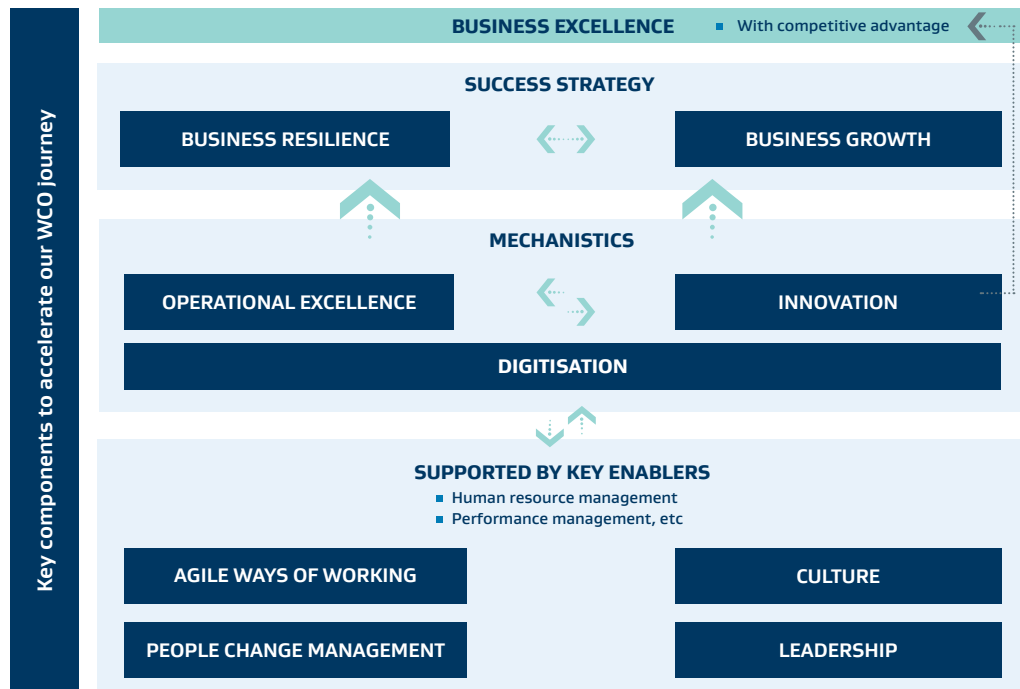 Key components to accelerate our WCO journey
BUSINESS EXCELLENCE
With competitive advantage
SUCCESS STRATEGY
BUSINESS RESILIENCE
BUSINESS GROWTH
MECHANISTICS
OPERATIONAL EXCELLENCE
INNOVATION
DIGITISATION
SUPPORTED BY KEY ENABLERS
Human resource management
Performance management, etc
AGILE WAYS OF WORKING
CULTURE
PEOPLE CHANGE MANAGEMENT
LEADERSHIP